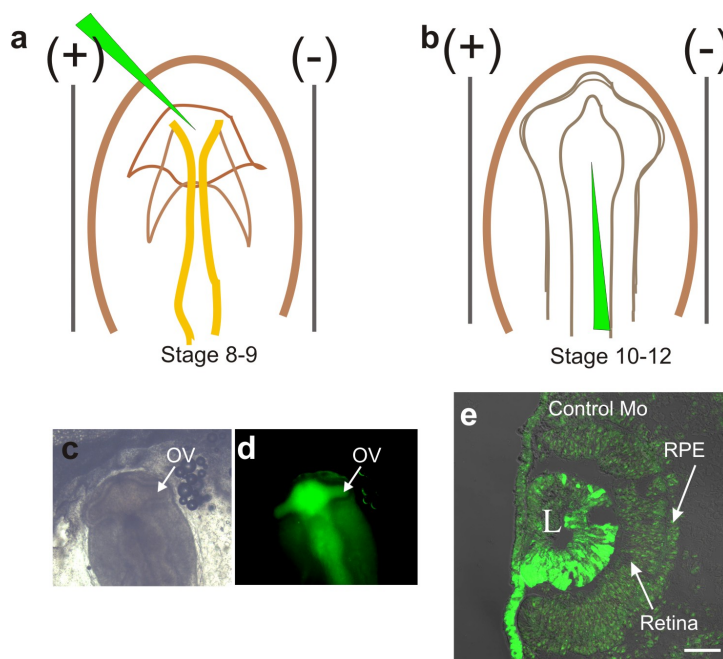 a
(+)
(-)
Stage 8-9
b
(+)
(-)
Stage 10-12
c
OV
d
OV
e
Control Mo
RPE
L
Retina